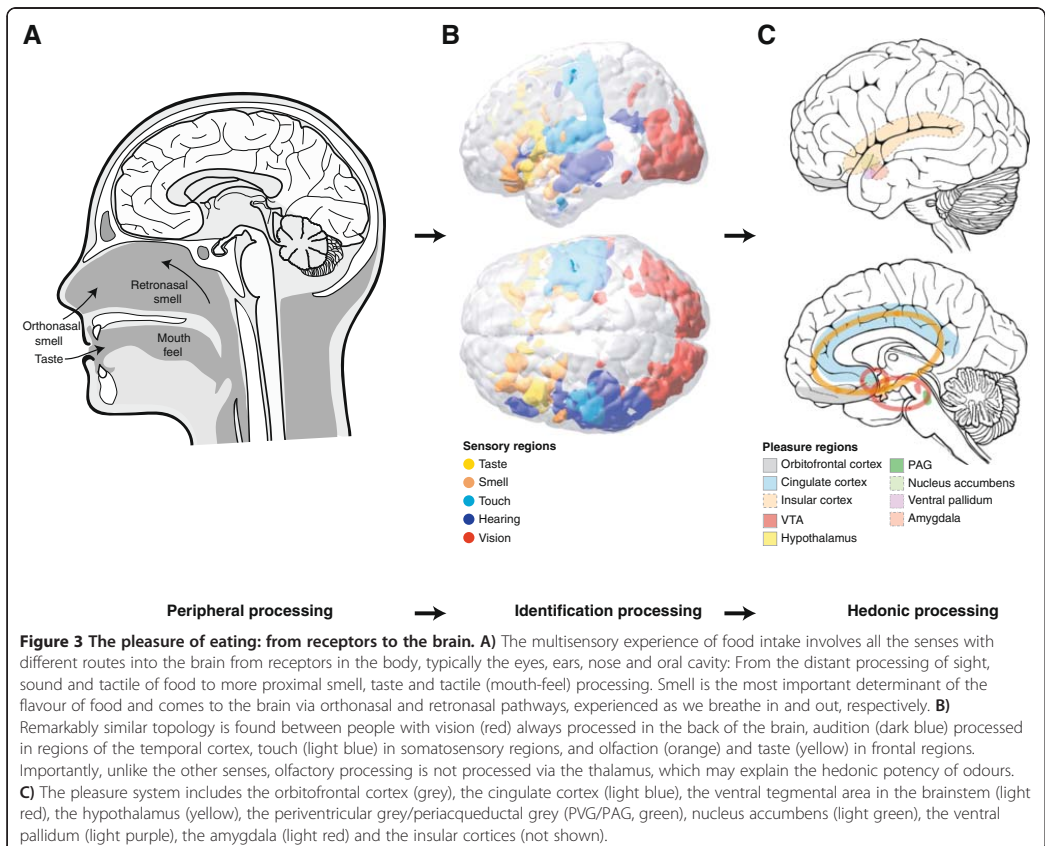 A
B
C
Retronasal
smell
Orthonasal
smell
Taste
Mouth
feel
Sensory regions
Taste
Smell
Touch
Hearing
Vision
Pleasure regions
Orbitofrontal cortex
Cingulate cortex
Insular cortex
VTA
Hypothalamus
PAG
Nucleus accumbens
Ventral pallidum
Amygdala
Peripheral processing
Identification processing
Hedonic processing
Figure 3 The pleasure of eating: from receptors to the brain. A) The multisensory experience of food intake involves all the senses with
different routes into the brain from receptors in the body, typically the eyes, ears, nose and oral cavity: From the distant processing of sight,
sound and tactile of food to more proximal smell, taste and tactile (mouth-feel) processing. Smell is the most important determinant of the
flavour of food and comes to the brain via orthonasal and retronasal pathways, experienced as we breathe in and out, respectively. B)
Remarkably similar topology is found between people with vision (red) always processed in the back of the brain, audition (dark blue) processed
in regions of the temporal cortex, touch (light blue) in somatosensory regions, and olfaction (orange) and taste (yellow) in frontal regions.
Importantly, unlike the other senses, olfactory processing is not processed via the thalamus, which may explain the hedonic potency of odours.
C) The pleasure system includes the orbitofrontal cortex (grey), the cingulate cortex (light blue), the ventral tegmental area in the brainstem (light
red), the hypothalamus (yellow), the periventricular grey/periacqueductal grey (PVG/PAG, green), nucleus accumbens (light green), the ventral
pallidum (light purple), the amygdala (light red) and the insular cortices (not shown).